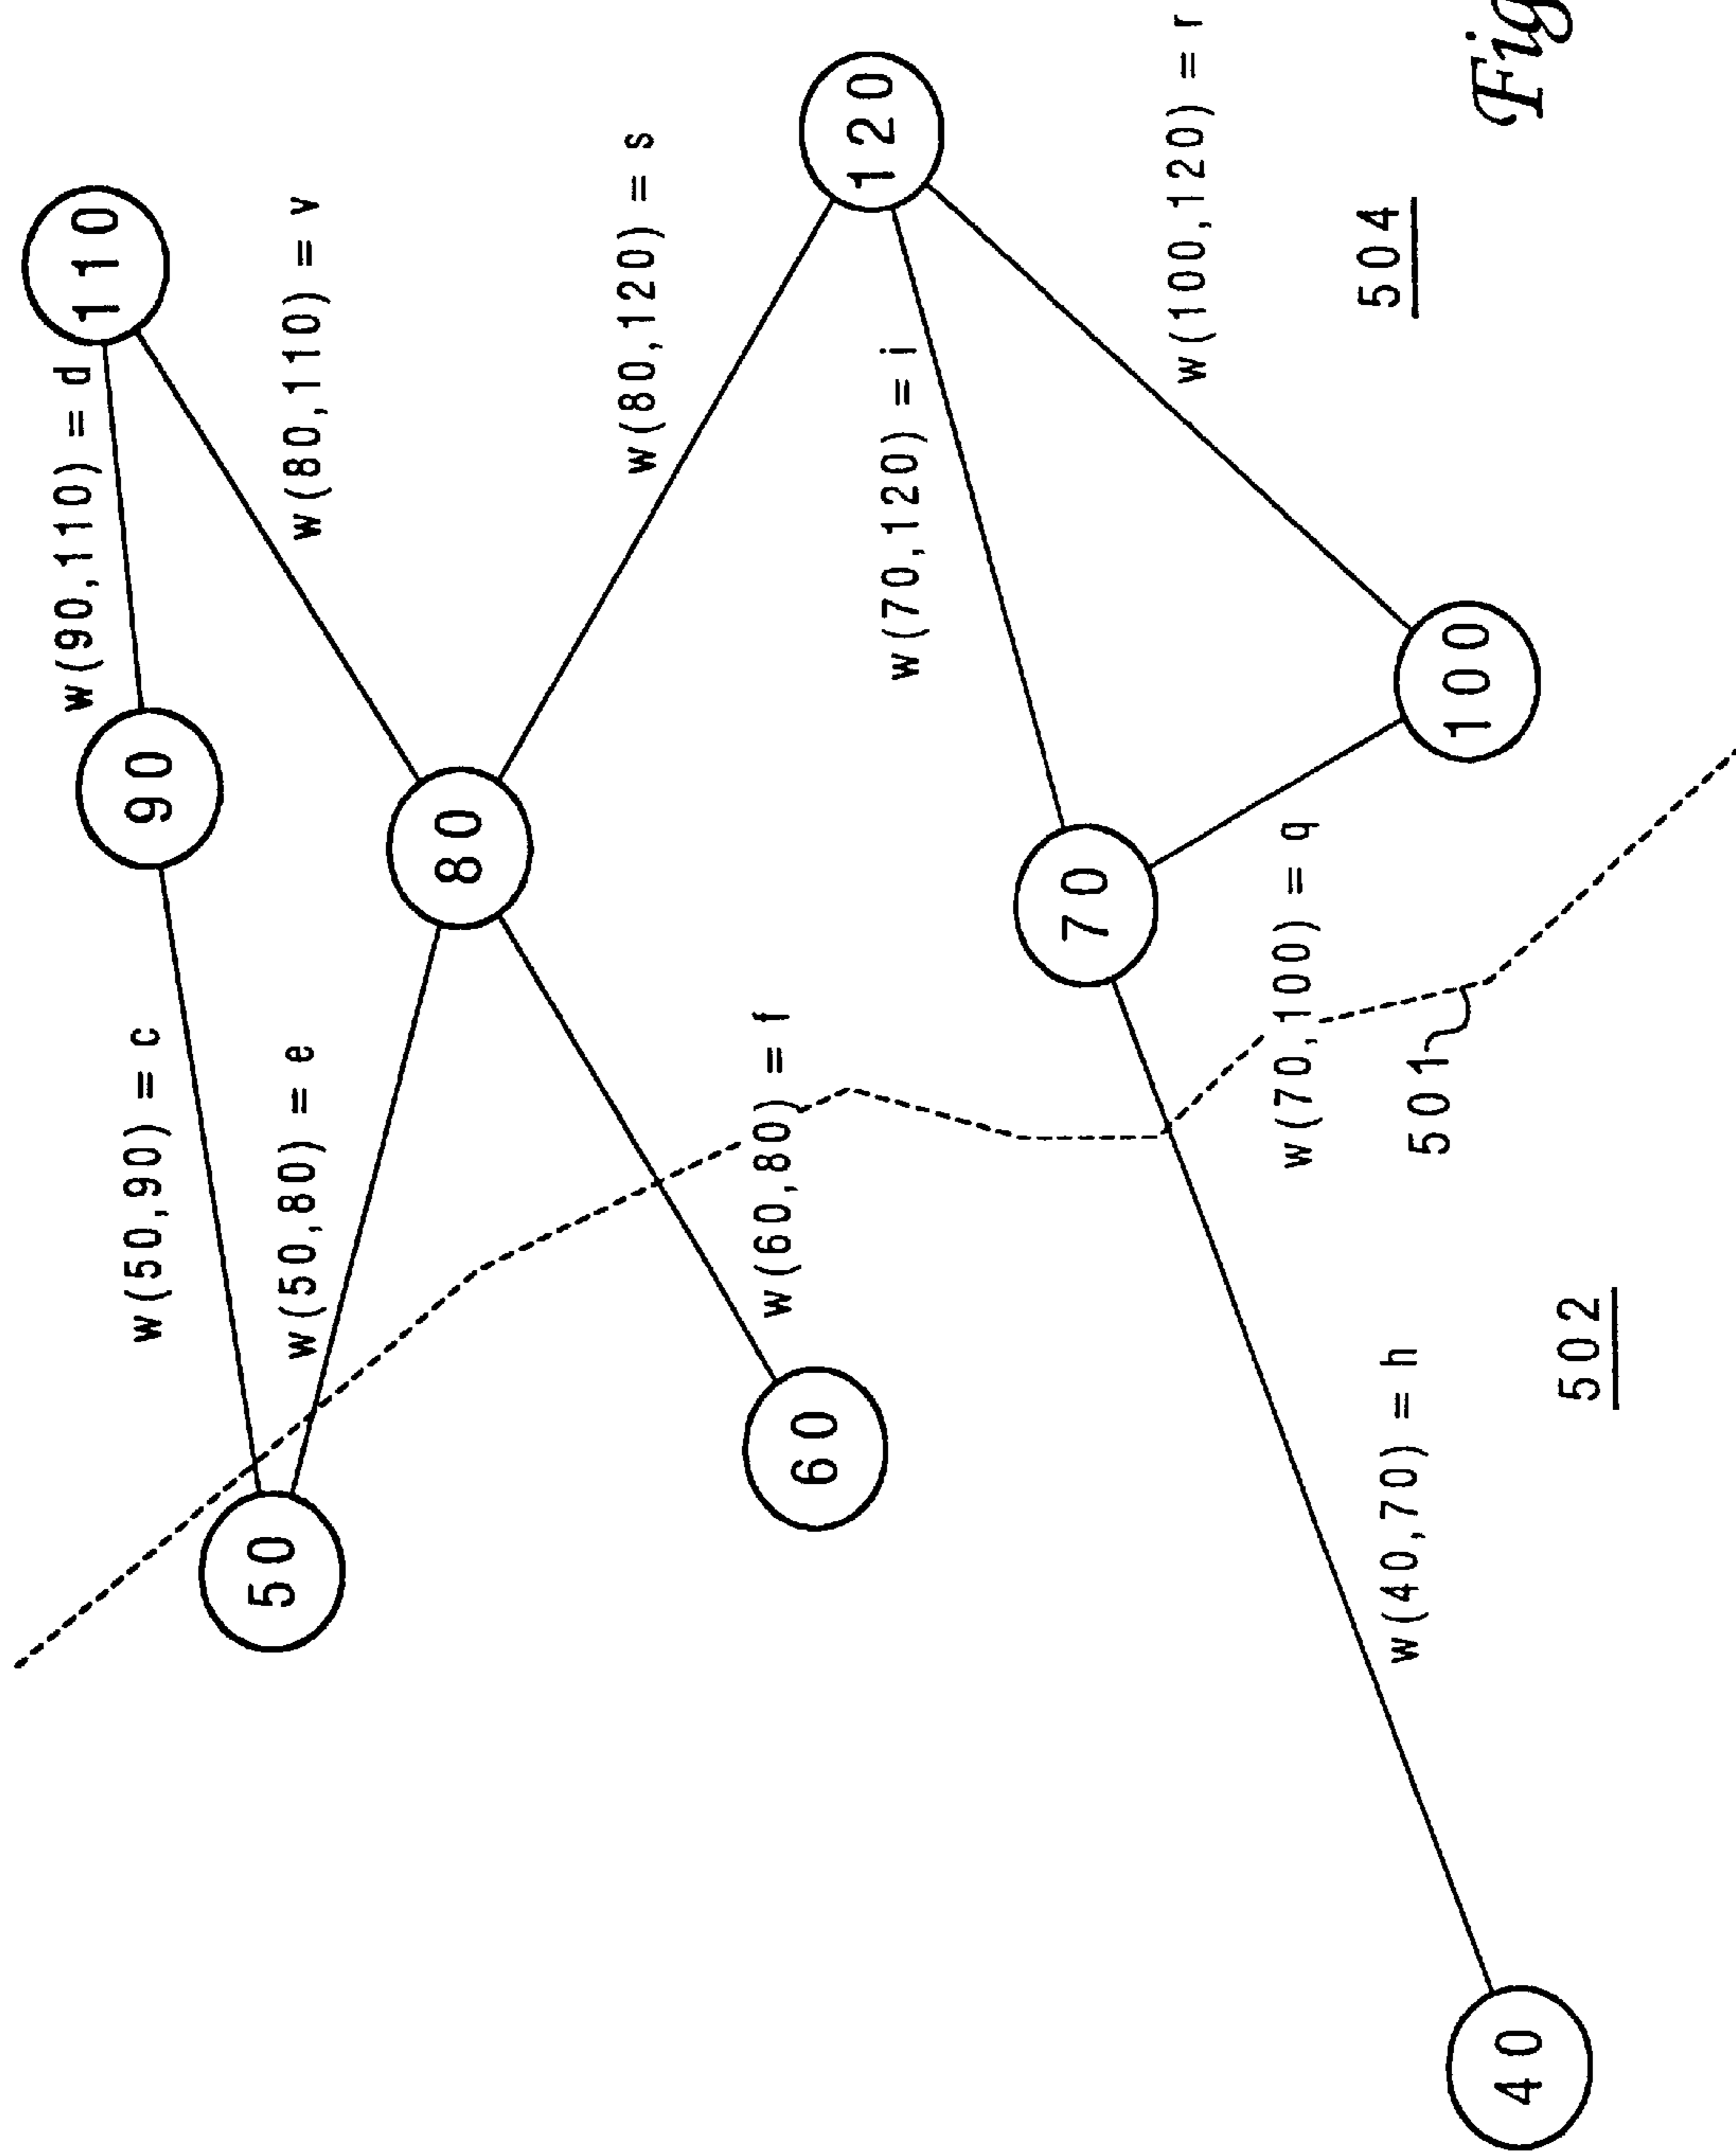 w(90,110) = d
110
90
w(50,90) = c
w(80,110) = v
w(50,80) = e
50
80
w(80,120) = s
w(60,80) = f
60
120
w(70,120) = i
70
w(100,120) = r
w(70,100) = q
100
w(40,70) = h
504
501
40
502
Fig